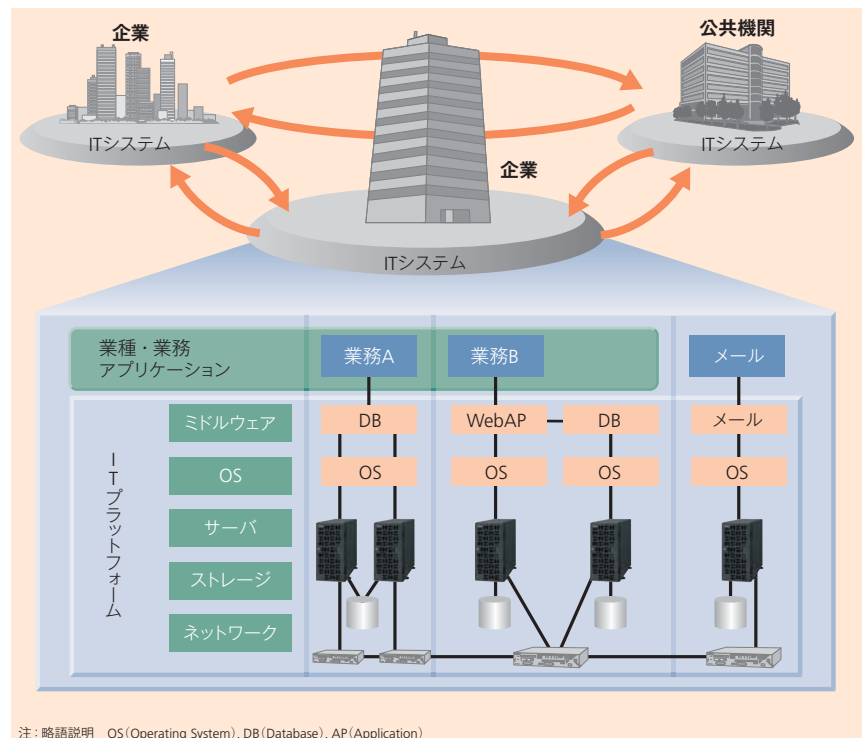 企業
公共機関
ITシステム
ITシステム
企業
ITシステム
業種・業務
アプリケーション
業務A
業務B
メール
ITプラットフォーム
ミドルウェア
DB
WebAP
DB
メール
OS
OS
OS
OS
OS
サーバ
ストレージ
ネットワーク
注：略語説明　OS（Operating System），DB（Database），AP（Application）